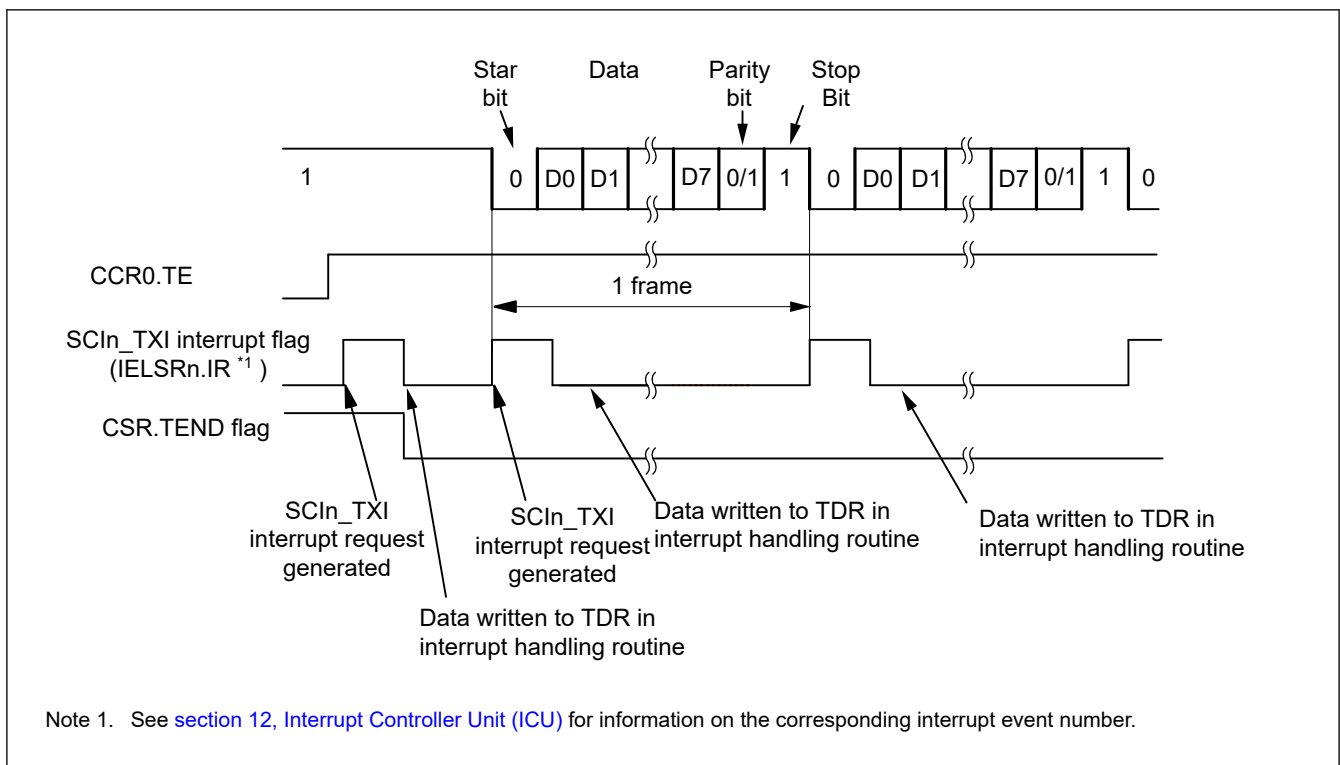 Star
bit
Data
Parity
bit
Stop
Bit
1
0 D0 D1 D7 0/1 1 0 D0 D1 D7 0/1 1 0
CCR0.TE
1 frame
SCIn_TXI interrupt flag
(IELSRn.IR *1 )
CSR.TEND flag
SCIn_TXI
interrupt request
generated
SCIn_TXI
interrupt request
generated
Data written to TDR in
interrupt handling routine
Data written to TDR in
interrupt handling routine
Data written to TDR in
interrupt handling routine
Note 1. See section 12, Interrupt Controller Unit (ICU) for information on the corresponding interrupt event number.